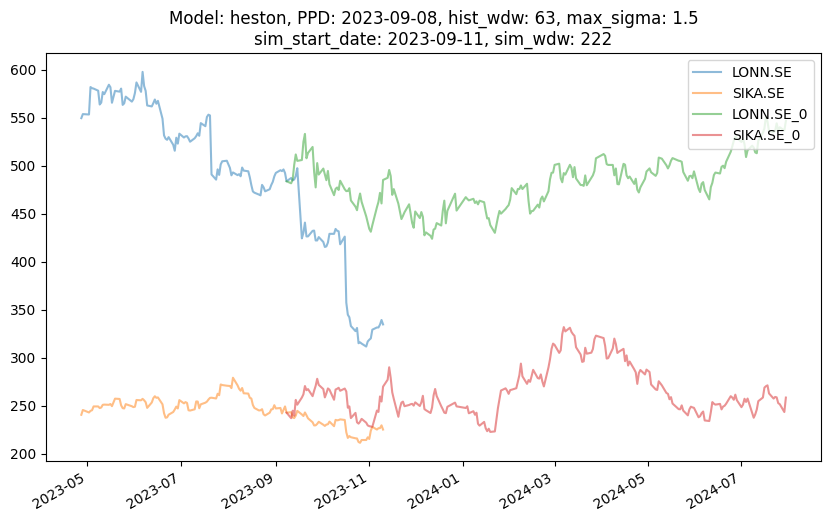 Model: heston, PPD: 2023-09-08, hist_wdw: 63, max_sigma: 1.5
sim_start_date: 2023-09-11, sim_wdw: 222
LONN.SE
SIKA.SE
LONN.SE_0
SIKA.SE_0
600
550
500
450
400
350
300
250
200
2023-05
2023-07
2023-09
2023-11
2024-01
2024-03
2024-05
2024-07